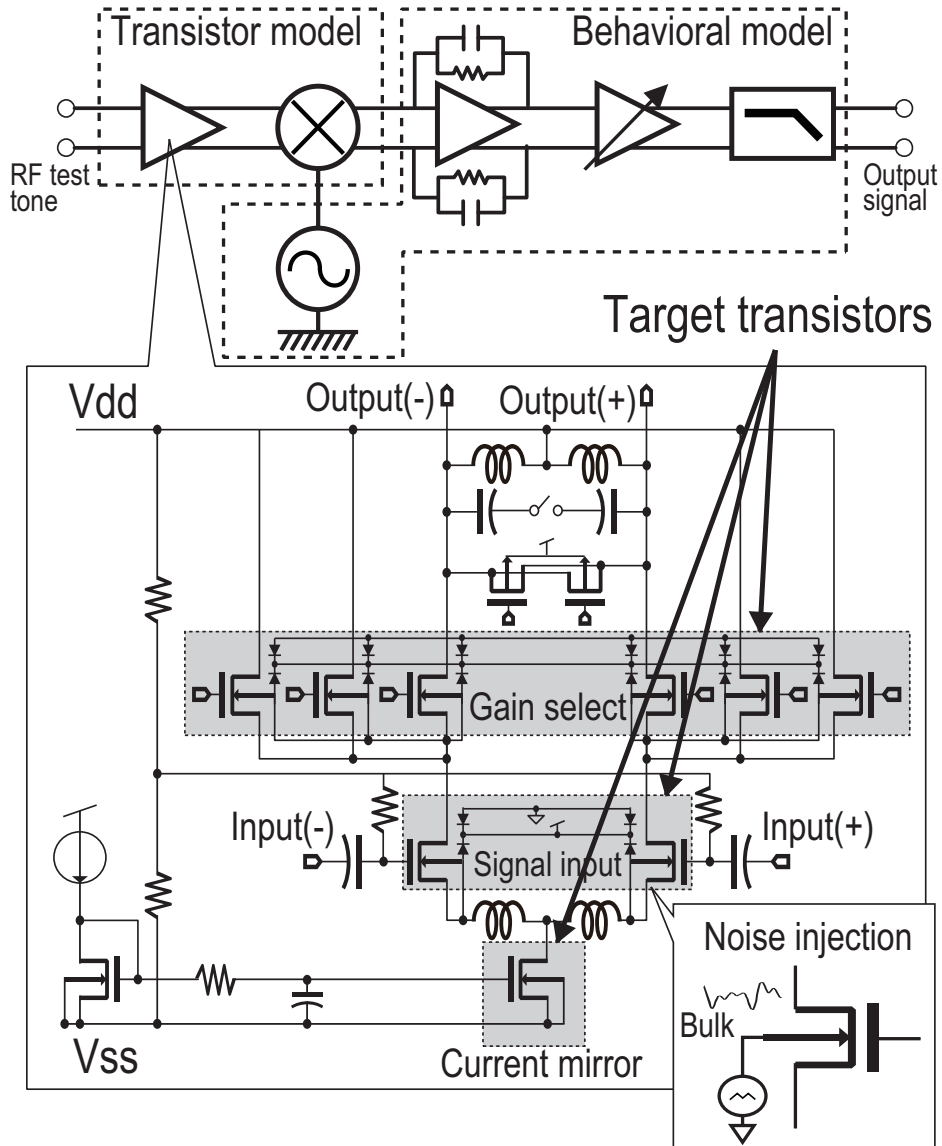 Transistor model
Behavioral model
RF test
tone
Output
signal
Target transistors
Vdd
Output(-)
Output(+)
Gain select
Input(-)
Input(+)
Signal input
Noise injection
Bulk
Vss
Current mirror